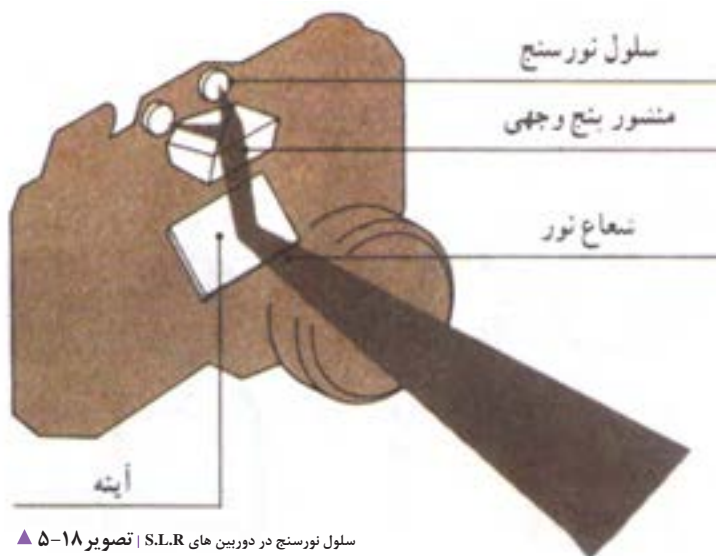 سلول نورسنج
منشور پنج وجهی
شعاع نور
آینه
سلول نورسنج در دوربین های S.L.R | تصویر ۱۸-۵ ▲